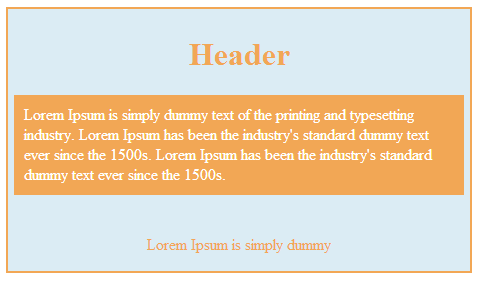 Header
Lorem Ipsum is simply dummy text of the printing and typesetting
industry. Lorem Ipsum has been the industry's standard dummy text
ever since the 1500s. Lorem Ipsum has been the industry's standard
dummy text ever since the 1500s.
Lorem Ipsum is simply dummy